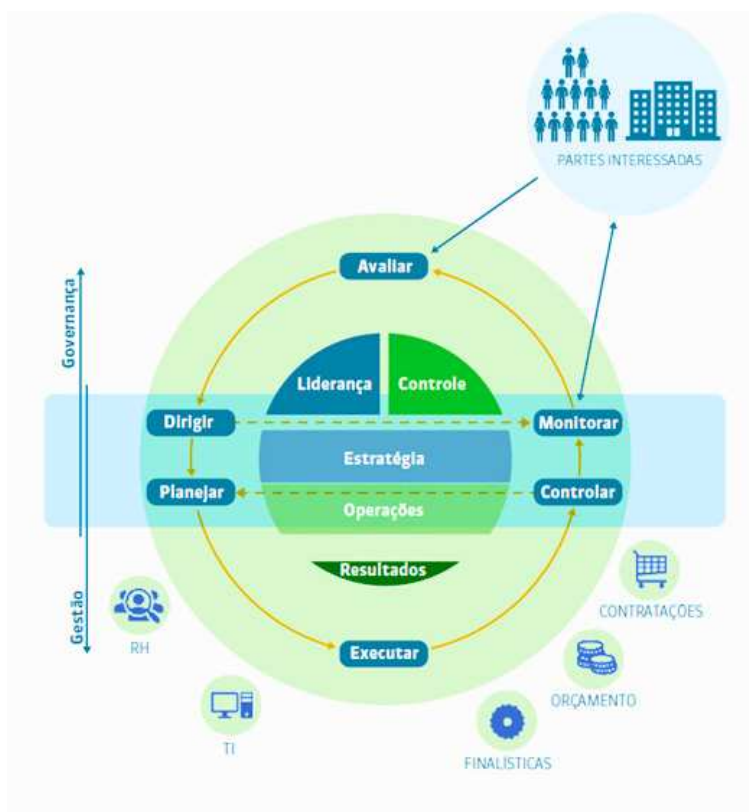 PARTES INTERESSADAS
Avaliar
Governança
Liderança
Controle
Dirigir
Monitorar
Estratégia
Planejar
Controlar
Operações
Resultados
Gestão
CONTRATAÇÕES
RH
Executar
ORÇAMENTO
TI
FINALÍSTICAS